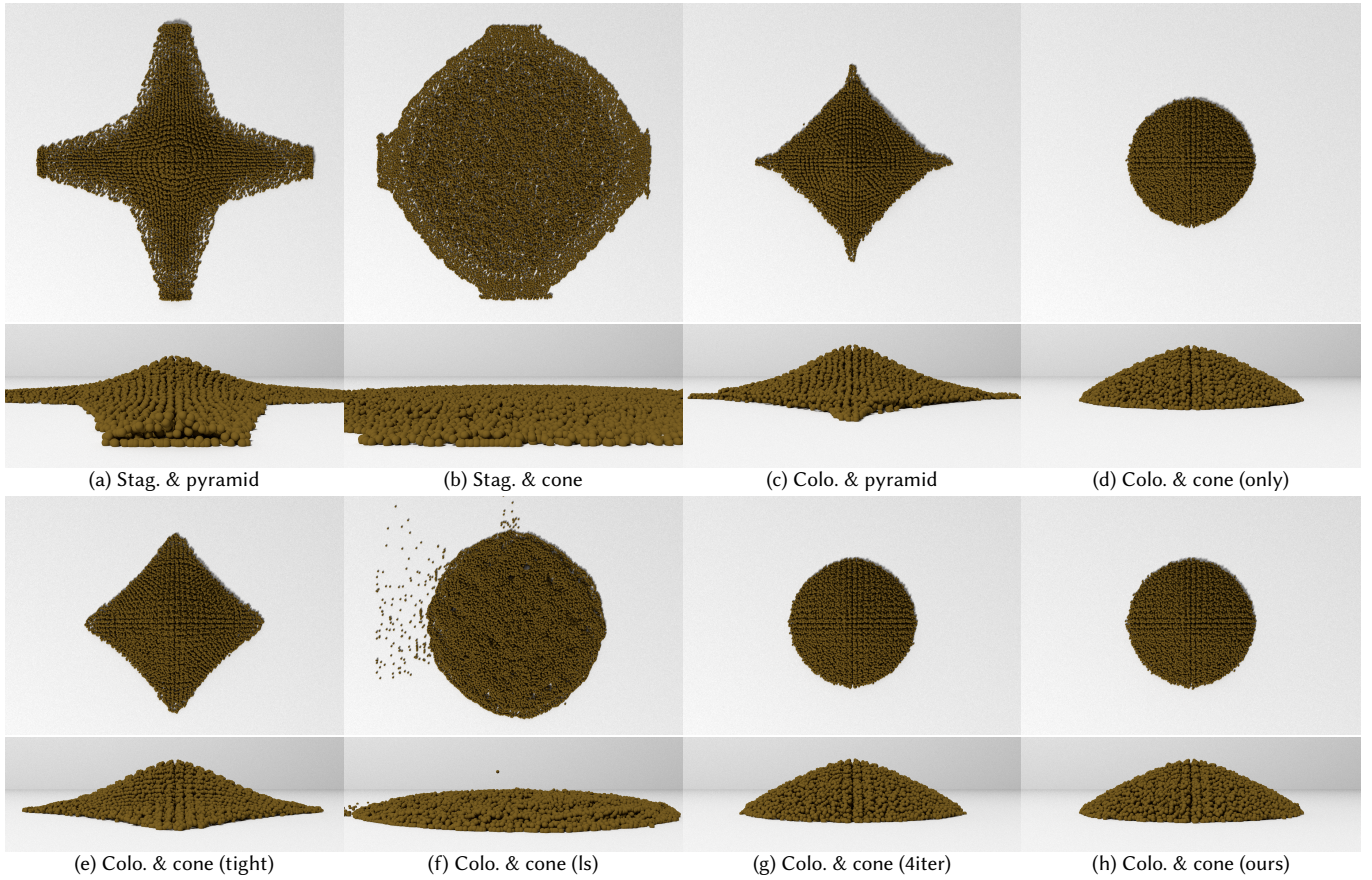 (a) Stag. & pyramid
(b) Stag. & cone
(c) Colo. & pyramid
(d) Colo. & cone (only)
(e) Colo. & cone (tight)
(f) Colo. & cone (ls)
(g) Colo. & cone (4iter)
(h) Colo. & cone (ours)